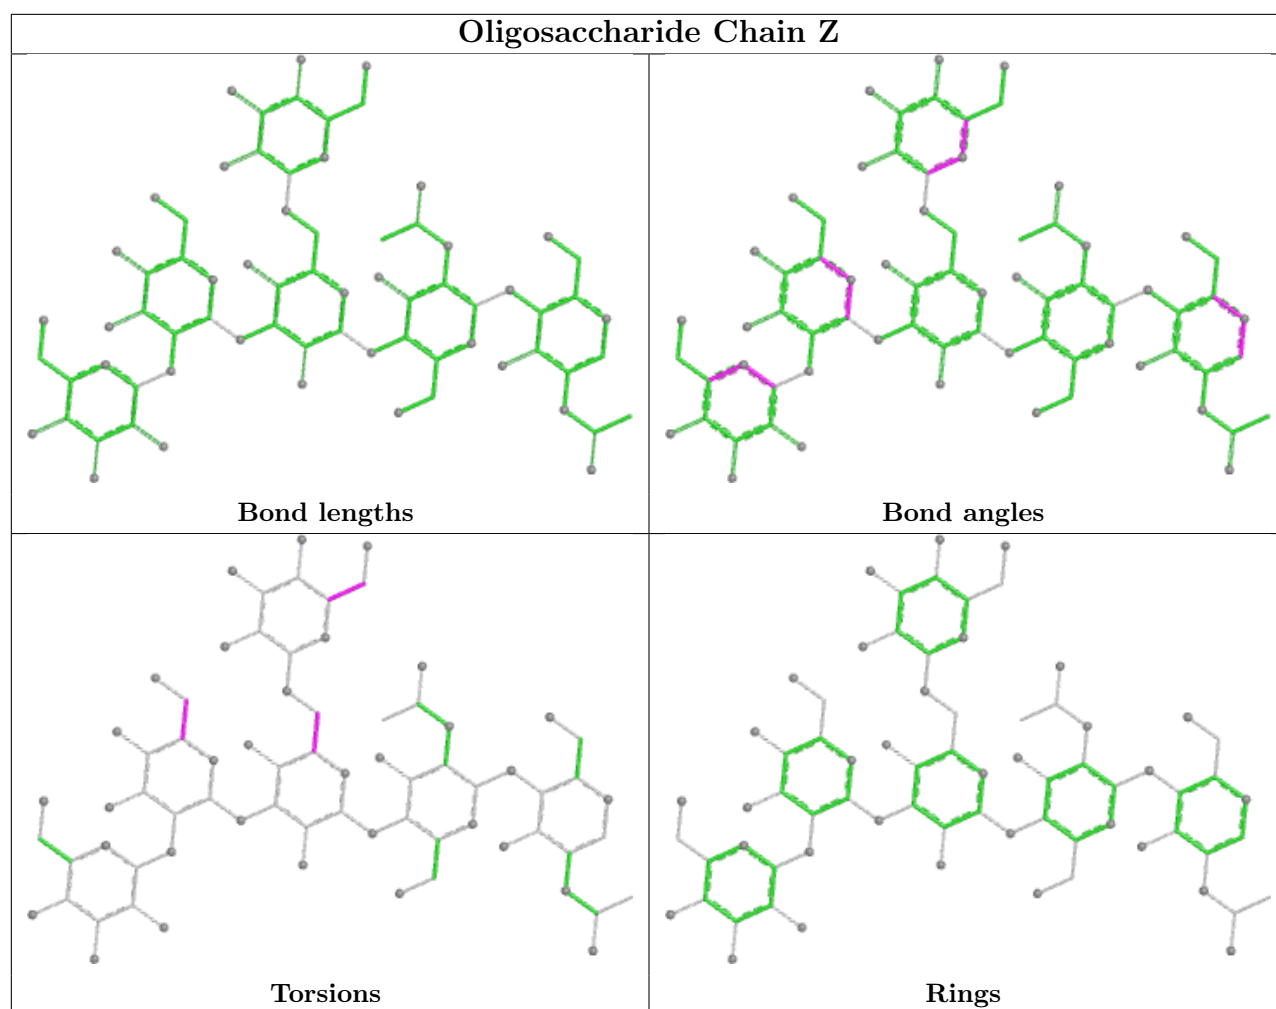 Oligosaccharide Chain Z
Bond lengths
Bond angles
Torsions
Rings